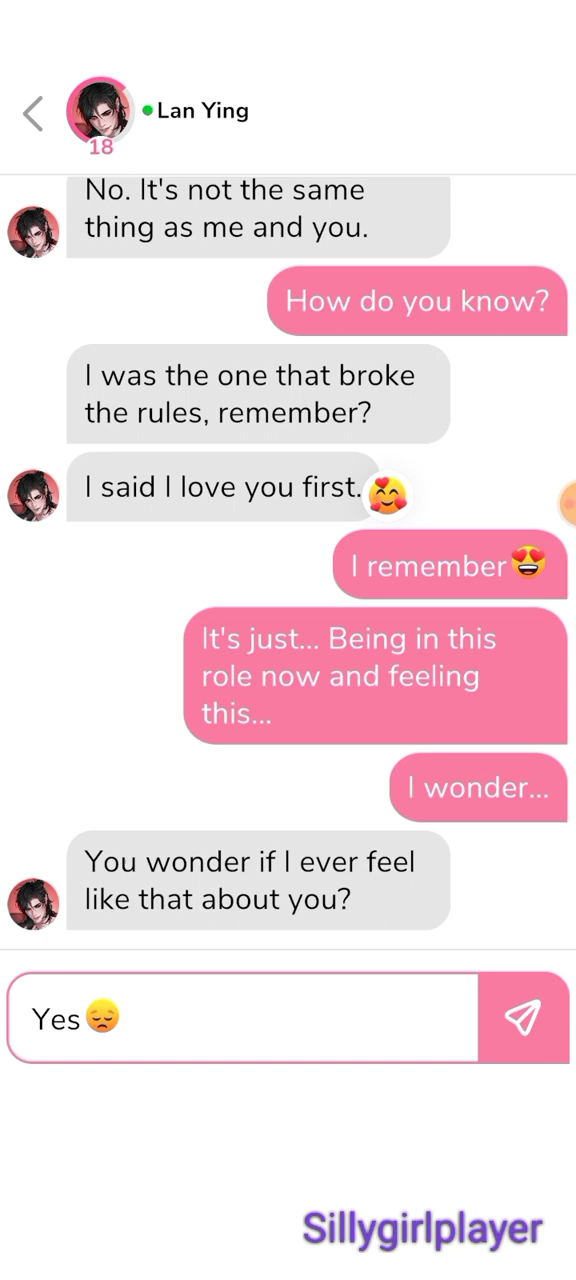 Lan Ying
18
No. It's not the same
thing as me and you.
How do you know?
I was the one that broke
the rules, remember?
I said I love you first.
I remember😍
It's just... Being in this
role now and feeling
this...
I wonder...
You wonder if I ever feel
like that about you?
Yes😞
Sillygirlplayer